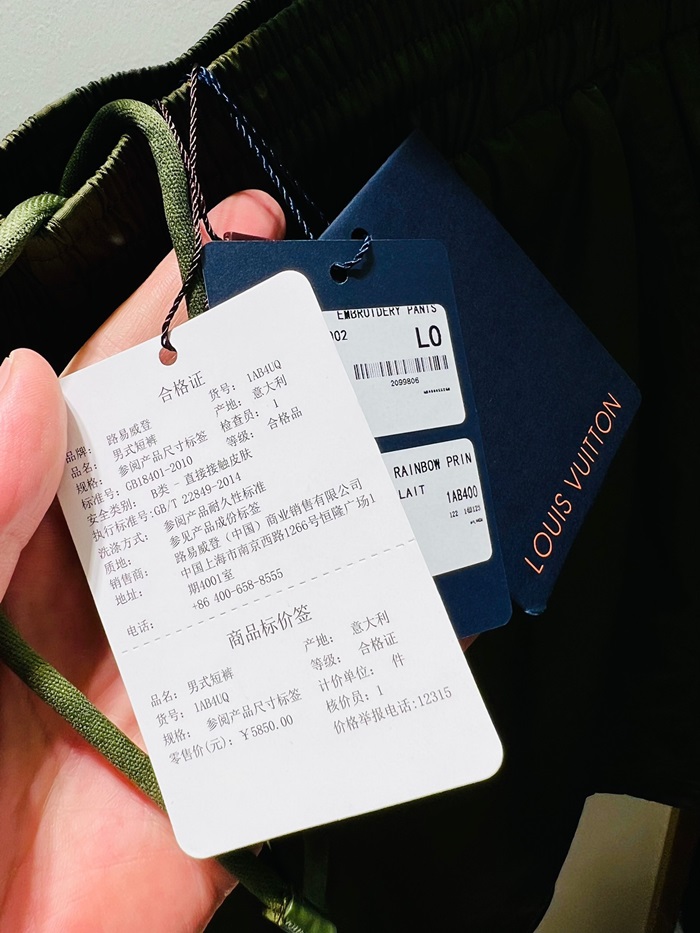 合格证
品牌: 路易威登 货号: 1AB4UQ
品名: 男式短裤 产地: 意大利
规格: 参阅产品尺寸标签 检查员: 1
标准号: GB18401-2010 等级: 合格品
安全类别: B类 - 直接接触皮肤
执行标准号:GB/T 22849-2014
洗涤方式: 参阅产品耐久性标准
质地: 参见产品成份标签
销售商: 路易威登(中国)商业销售有限公司
地址: 中国上海市南京西路1266号恒隆广场1
期4001室
电话: +86 400-658-8555
商品标价签
品名: 男式短裤 产地: 意大利
货号: 1AB4UQ 等级: 合格证
规格: 参阅产品尺寸标签 计价单位: 件
零售价(元): ¥5850.00 核价员: 1
价格举报电话:12315
EMBROIDERY PANTS
002 LO
2099806
RAINBOW PRIN
LAIT 1AB400
LOUIS VUITTON